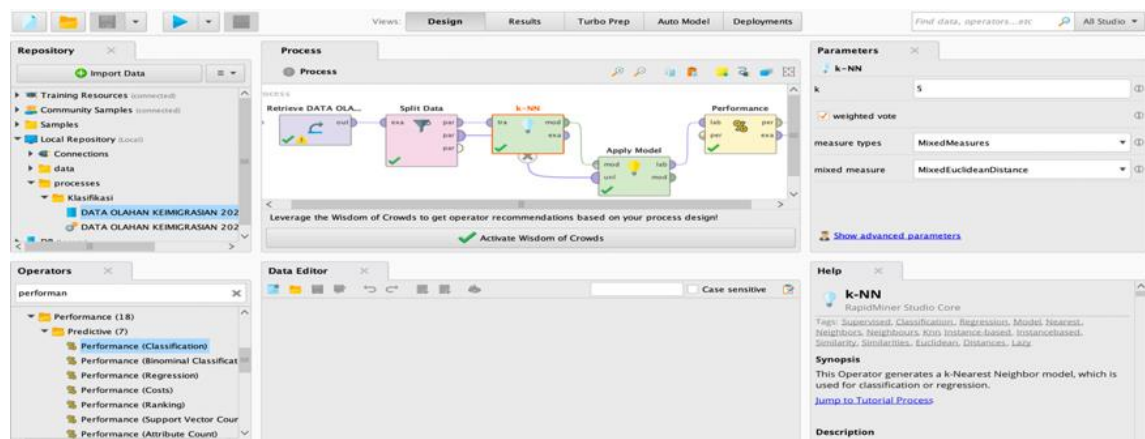 Views:
Design
Results
Turbo Prep
Auto Model
Deployments
Find data, operators...etc
All Studio
Repository
Import Data
Training Resources (connected)
Community Samples (connected)
Samples
Local Repository (Local)
Connections
data
processes
Klasifikasi
DATA OLAHAN KEIMIGRASIAN 202
DATA OLAHAN KEIMIGRASIAN 202
Process
Process
Retrieve DATA OLA...
out
Split Data
exa
par
par
par
k-NN
tra
mod
exa
Apply Model
mod
unl
lab
mod
Performance
lab
per
per
exa
Leverage the Wisdom of Crowds to get operator recommendations based on your process design!
Activate Wisdom of Crowds
Parameters
k-NN
k
5
weighted vote
measure types
MixedMeasures
mixed measure
MixedEuclideanDistance
Show advanced parameters
Operators
performan
Performance (18)
Predictive (7)
Performance (Classification)
Performance (Binominal Classificat
Performance (Regression)
Performance (Costs)
Performance (Ranking)
Performance (Support Vector Cour
Performance (Attribute Count)
Data Editor
Case sensitive
Help
k-NN
RapidMiner Studio Core
Tags: Supervised, Classification, Regression, Model, Nearest,
Neighbors, Neighbours, Knn, Instance-based, Instancebased,
Similarity, Similarities, Euclidean, Distances, Lazy
Synopsis
This Operator generates a k-Nearest Neighbor model, which is
used for classification or regression.
Jump to Tutorial Process
Description